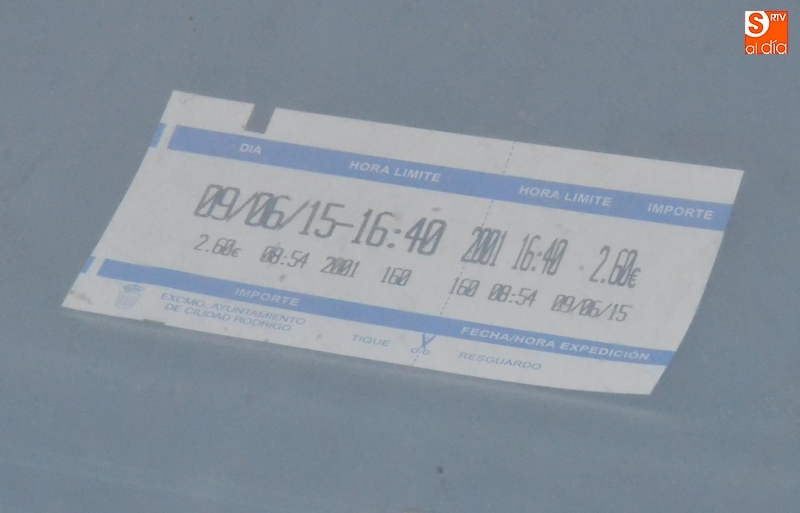 S RTV
al día
DIA HORA LIMITE HORA LIMITE IMPORTE
09/06/15-16:40 2001 16:40 2.60€
2.60€ 08:54 2001 160 160 08:54 09/06/15
IMPORTE FECHA/HORA EXPEDICIÓN
EXCMO. AYUNTAMIENTO
DE CIUDAD RODRIGO
TIQUE RESGUARDO